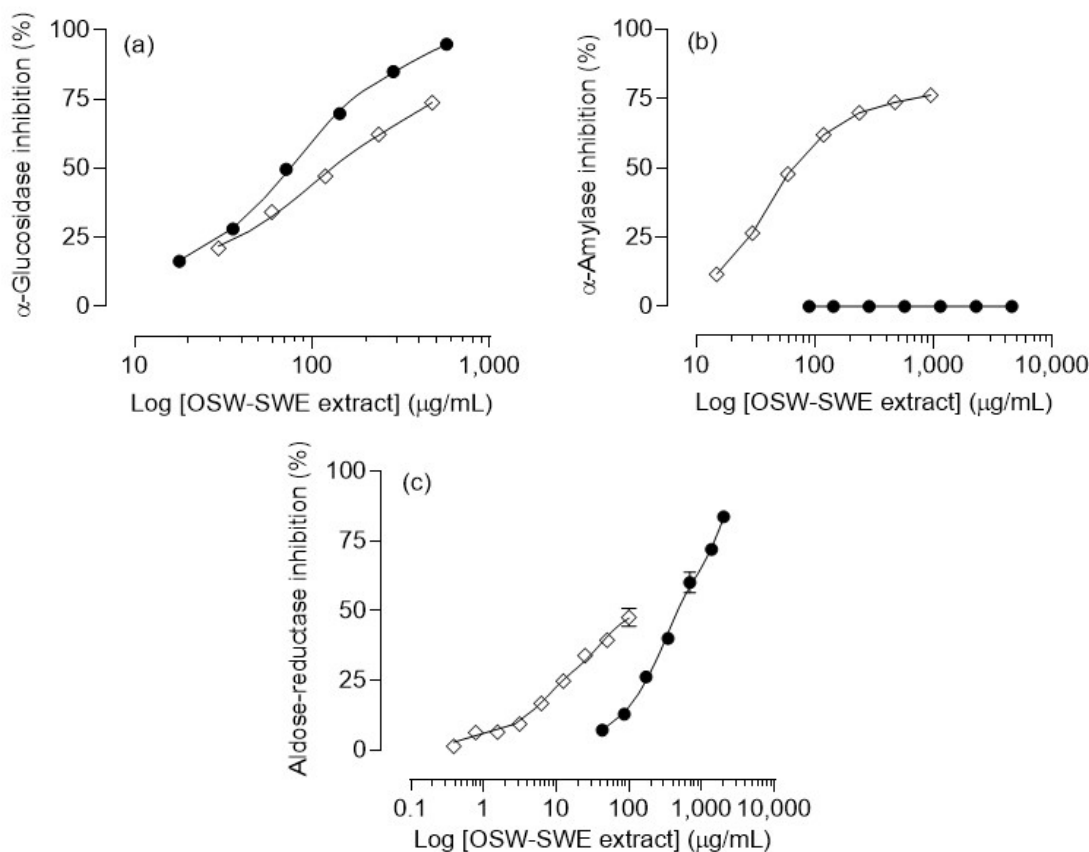 (a)
α-Glucosidase inhibition (%)
100
75
50
25
0
10 100 1,000
Log [OSW-SWE extract] (µg/mL)
(b)
α-Amylase inhibition (%)
100
75
50
25
0
10 100 1,000 10,000
Log [OSW-SWE extract] (µg/mL)
(c)
Aldose-reductase inhibition (%)
100
75
50
25
0
0.1 1 10 100 1,000 10,000
Log [OSW-SWE extract] (µg/mL)